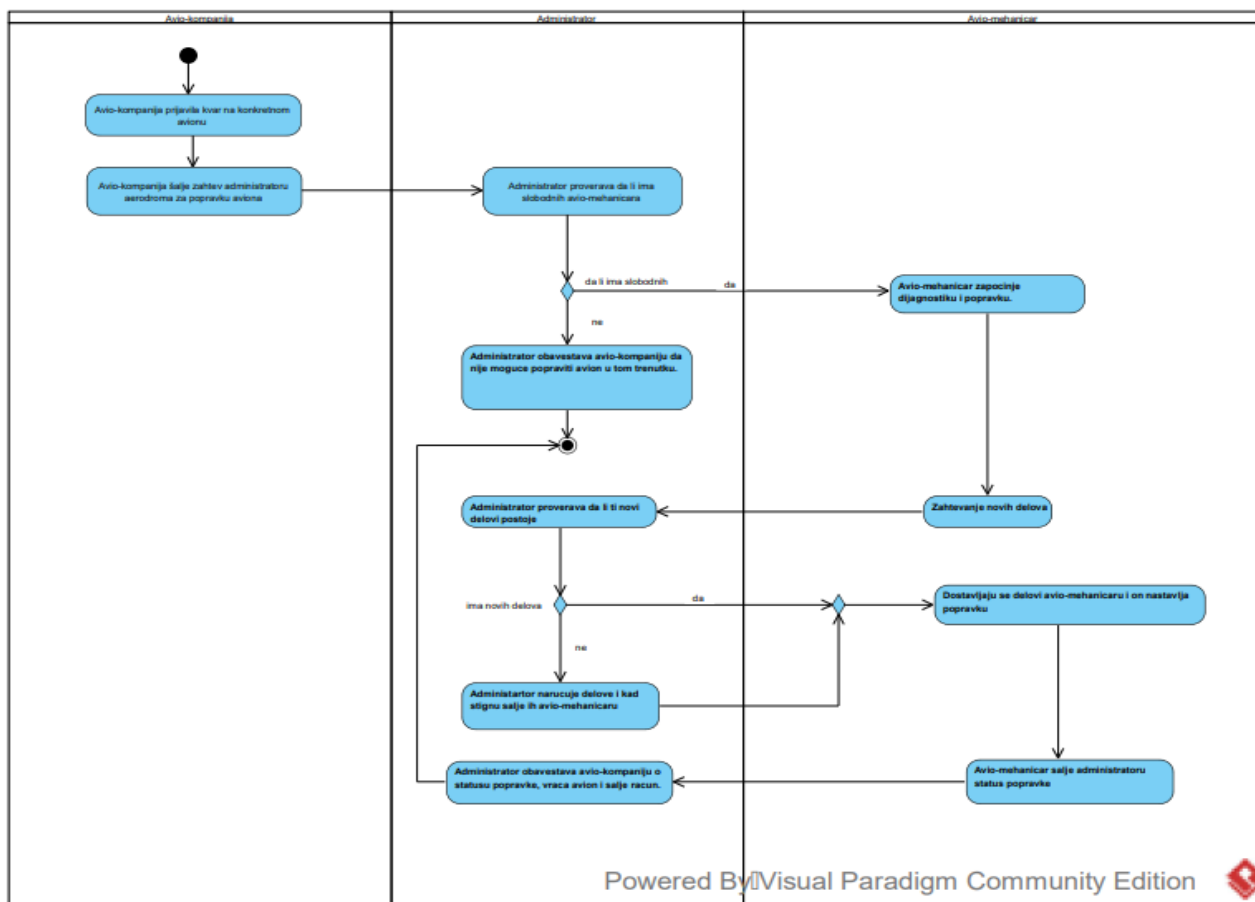 Avio-kompanija
Administrator
Avio-mehanicar
Avio-kompanija prijavila kvar na konkretnom
avionu
Avio-kompanija šalje zahtev administratoru
aerodroma za popravku aviona
Administrator proverava da li ima
slobodnih avio-mehanicara
da li ima slobodnih
da
Avio-mehanicar zapocinje
dijagnostiku i popravku.
ne
Administrator obavestava avio-kompaniju da
nije moguce popraviti avion u tom trenutku.
Zahtevanje novih delova
Administrator proverava da li ti novi
delovi postoje
ima novih delova
da
Dostavljaju se delovi avio-mehanicaru i on nastavlja
popravku
ne
Administartor narucuje delove i kad
stignu salje ih avio-mehanicaru
Avio-mehanicar salje administratoru
status popravke
Administrator obavestava avio-kompaniju o
statusu popravke, vraca avion i salje racun.
Powered By Visual Paradigm Community Edition